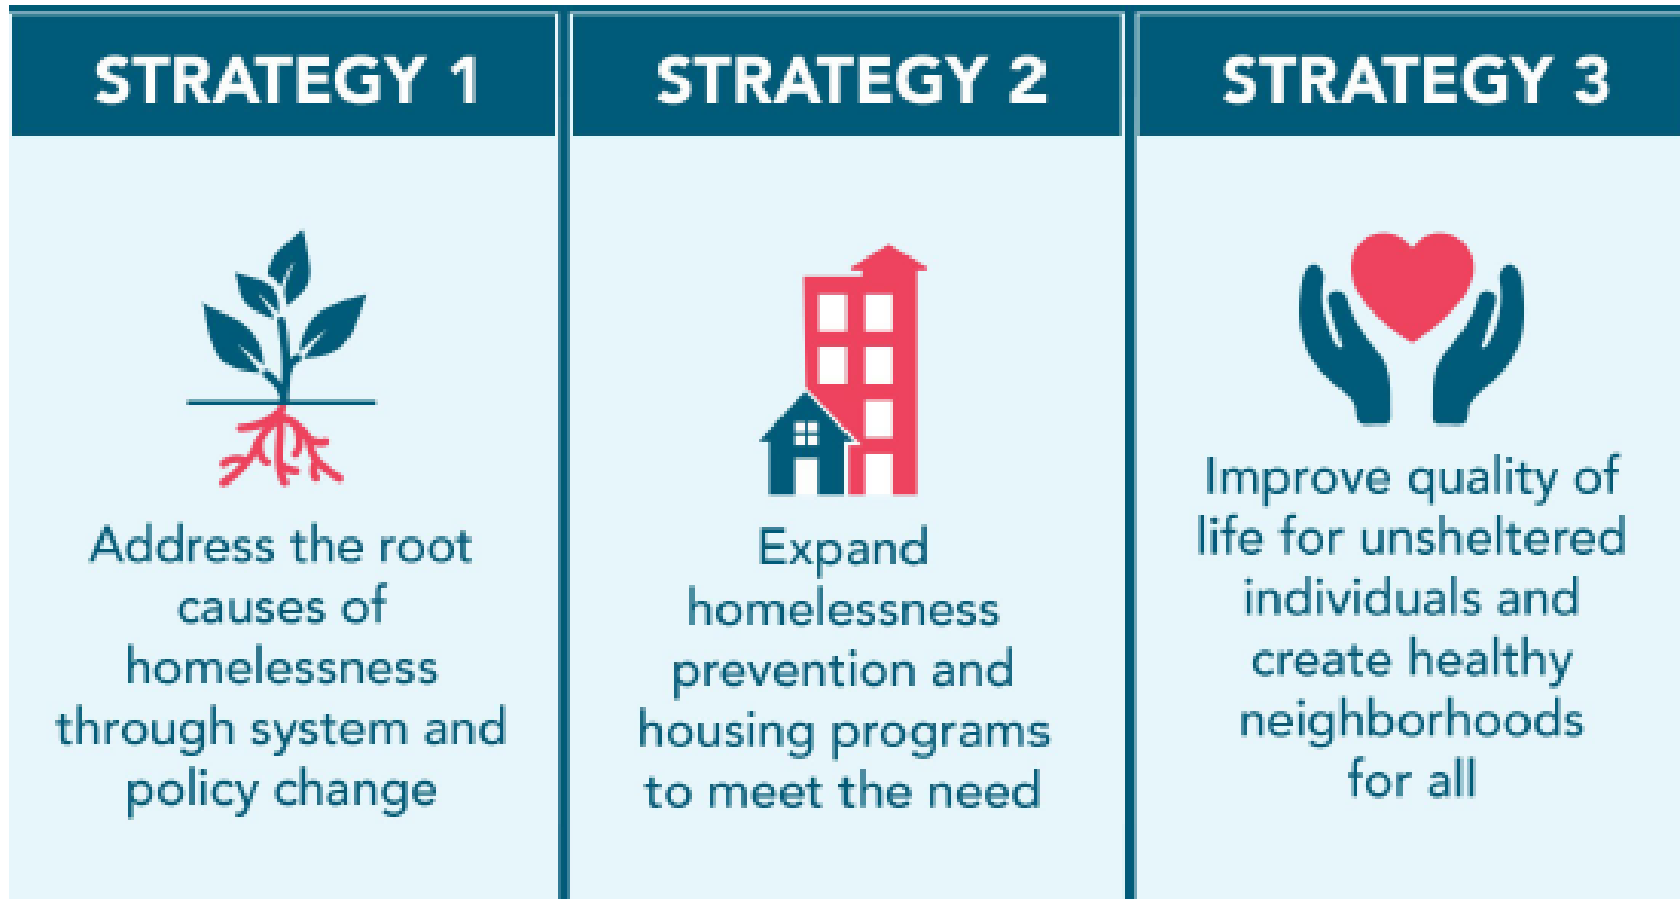 STRATEGY 1
Address the root
causes of
homelessness
through system and
policy change
STRATEGY 2
Expand
homelessness
prevention and
housing programs
to meet the need
STRATEGY 3
Improve quality of
life for unsheltered
individuals and
create healthy
neighborhoods
for all